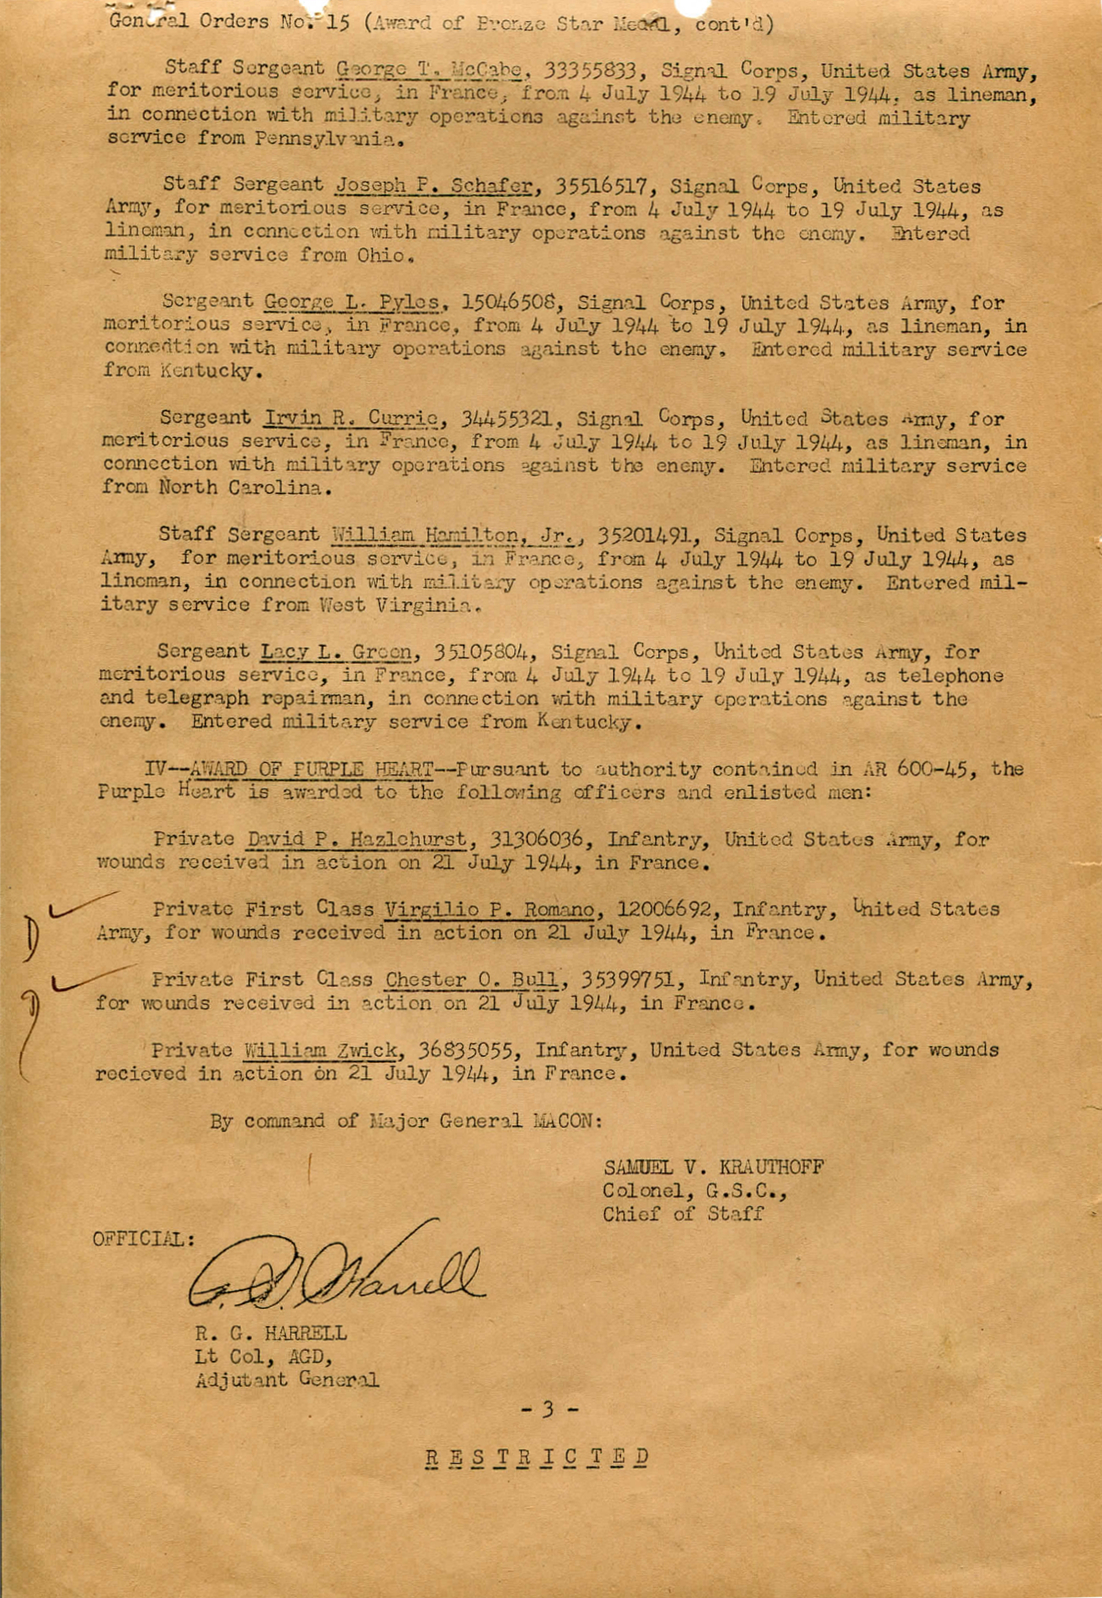 General Orders No. 15 (Award of Bronze Star Medal, cont'd)
Staff Sergeant George T. McCabe, 33355833, Signal Corps, United States Army,
for meritorious service, in France, from 4 July 1944 to 19 July 1944, as lineman,
in connection with military operations against the enemy. Entered military
service from Pennsylvania.
Staff Sergeant Joseph P. Schafer, 35516517, Signal Corps, United States
Army, for meritorious service, in France, from 4 July 1944 to 19 July 1944, as
lineman, in connection with military operations against the enemy. Entered
military service from Ohio.
Sergeant George L. Pyles, 15046508, Signal Corps, United States Army, for
meritorious service, in France, from 4 July 1944 to 19 July 1944, as lineman, in
connedtion with military operations against the enemy. Entered military service
from Kentucky.
Sergeant Irvin R. Currie, 34455321, Signal Corps, United States Army, for
meritorious service, in France, from 4 July 1944 to 19 July 1944, as lineman, in
connection with military operations against the enemy. Entered military service
from North Carolina.
Staff Sergeant William Hamilton, Jr., 35201491, Signal Corps, United States
Army, for meritorious service, in France, from 4 July 1944 to 19 July 1944, as
lineman, in connection with military operations against the enemy. Entered mil-
itary service from West Virginia.
Sergeant Lacy L. Green, 35105804, Signal Corps, United States Army, for
meritorious service, in France, from 4 July 1944 to 19 July 1944, as telephone
and telegraph repairman, in connection with military operations against the
enemy. Entered military service from Kentucky.
IV--AWARD OF PURPLE HEART--Pursuant to authority contained in AR 600-45, the
Purple Heart is awarded to the following officers and enlisted men:
Private David P. Hazlehurst, 31306036, Infantry, United States Army, for
wounds received in action on 21 July 1944, in France.
Private First Class Virgilio P. Romano, 12006692, Infantry, United States
Army, for wounds received in action on 21 July 1944, in France.
Private First Class Chester O. Bull, 35399751, Infantry, United States Army,
for wounds received in action on 21 July 1944, in France.
Private William Zwick, 36835055, Infantry, United States Army, for wounds
recieved in action on 21 July 1944, in France.
By command of Major General MACON:
SAMUEL V. KRAUTHOFF
Colonel, G.S.C.,
Chief of Staff
OFFICIAL:
R. G. HARRELL
Lt Col, AGD,
Adjutant General
- 3 -
R E S T R I C T E D